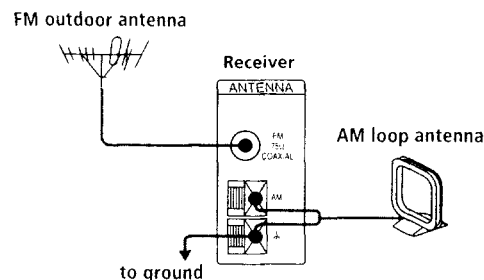 FM outdoor antenna
Receiver
ANTENNA
FM
75Ω
COAXIAL
AM loop antenna
AM
to ground